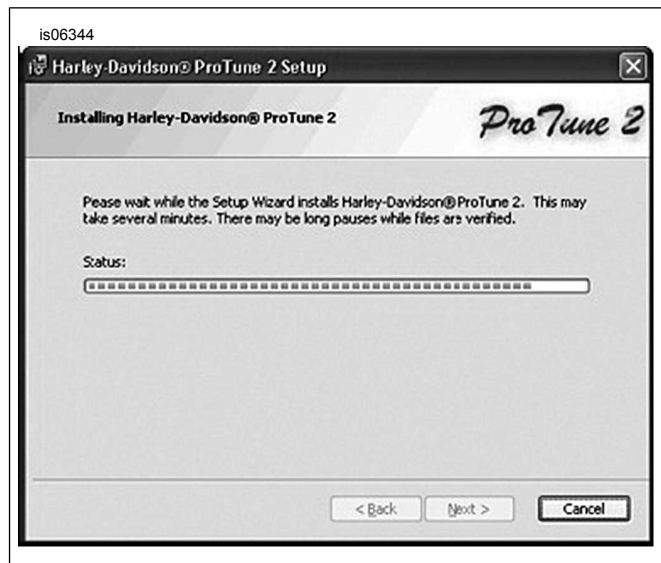 is06344
Harley-Davidson® ProTune 2 Setup
Installing Harley-Davidson® ProTune 2
ProTune 2
Pease wait while the Setup Wizard installs Harley-Davidson® ProTune 2. This may
take several minutes. There may be long pauses while files are verified.
Status:
< Back
Next >
Cancel